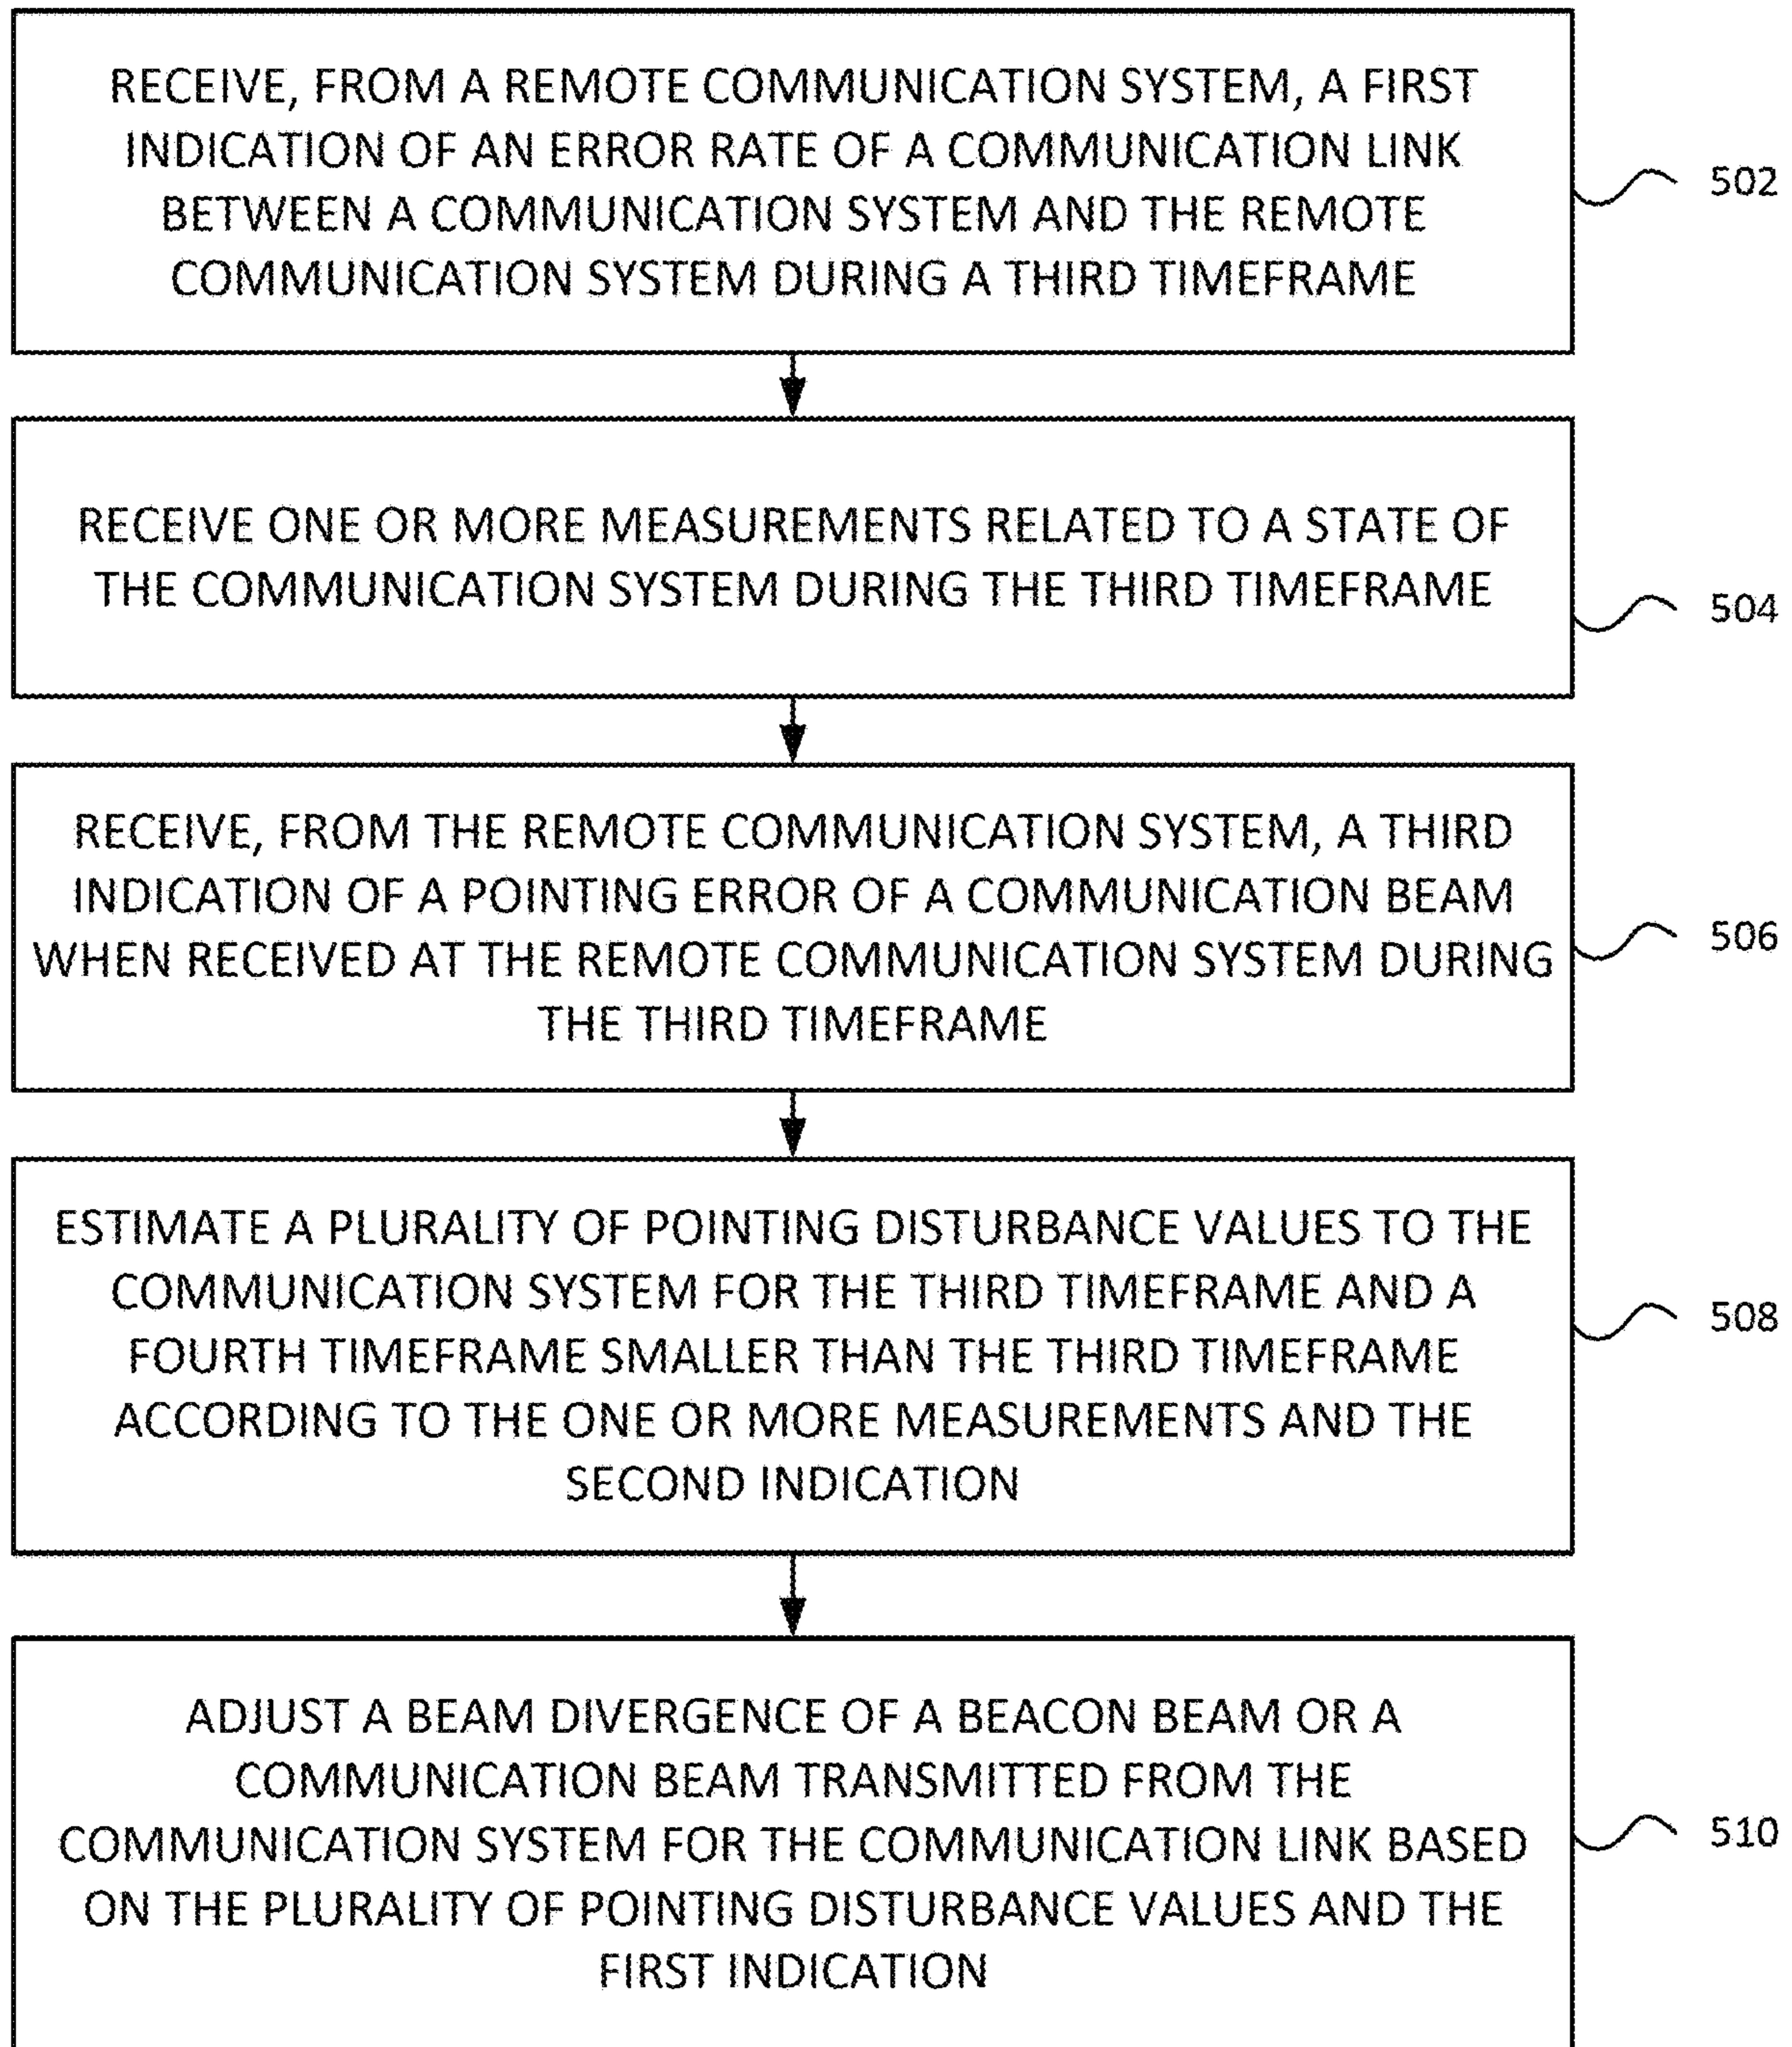 RECEIVE, FROM A REMOTE COMMUNICATION SYSTEM, A FIRST
INDICATION OF AN ERROR RATE OF A COMMUNICATION LINK
BETWEEN A COMMUNICATION SYSTEM AND THE REMOTE
COMMUNICATION SYSTEM DURING A THIRD TIMEFRAME
502
RECEIVE ONE OR MORE MEASUREMENTS RELATED TO A STATE OF
THE COMMUNICATION SYSTEM DURING THE THIRD TIMEFRAME
504
RECEIVE, FROM THE REMOTE COMMUNICATION SYSTEM, A THIRD
INDICATION OF A POINTING ERROR OF A COMMUNICATION BEAM
WHEN RECEIVED AT THE REMOTE COMMUNICATION SYSTEM DURING
THE THIRD TIMEFRAME
506
ESTIMATE A PLURALITY OF POINTING DISTURBANCE VALUES TO THE
COMMUNICATION SYSTEM FOR THE THIRD TIMEFRAME AND A
FOURTH TIMEFRAME SMALLER THAN THE THIRD TIMEFRAME
ACCORDING TO THE ONE OR MORE MEASUREMENTS AND THE
SECOND INDICATION
508
ADJUST A BEAM DIVERGENCE OF A BEACON BEAM OR A
COMMUNICATION BEAM TRANSMITTED FROM THE
COMMUNICATION SYSTEM FOR THE COMMUNICATION LINK BASED
ON THE PLURALITY OF POINTING DISTURBANCE VALUES AND THE
FIRST INDICATION
510